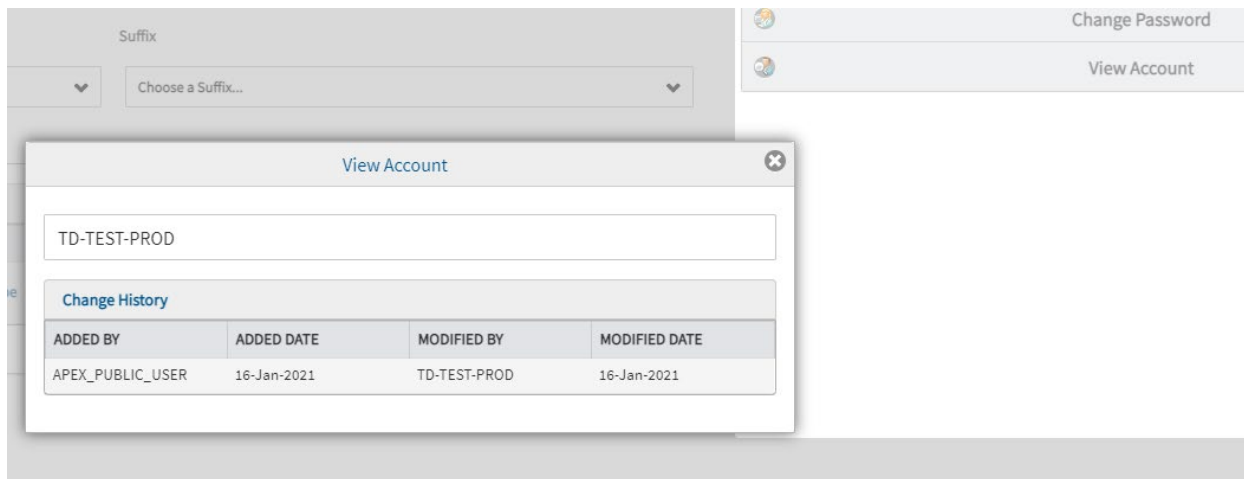 Suffix
Choose a Suffix...
Change Password
View Account
View Account
TD-TEST-PROD
Change History
ADDED BY ADDED DATE MODIFIED BY MODIFIED DATE
APEX_PUBLIC_USER 16-Jan-2021 TD-TEST-PROD 16-Jan-2021